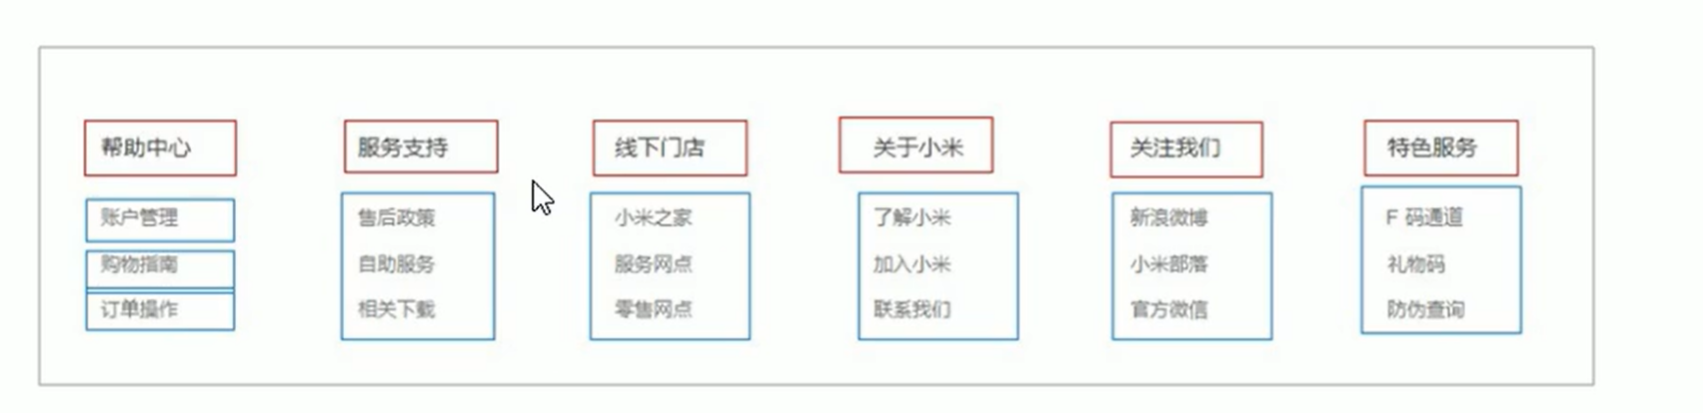 帮助中心
账户管理
购物指南
订单操作
服务支持
售后政策
自助服务
相关下载
线下门店
小米之家
服务网点
零售网点
关于小米
了解小米
加入小米
联系我们
关注我们
新浪微博
小米部落
官方微信
特色服务
F 码通道
礼物码
防伪查询